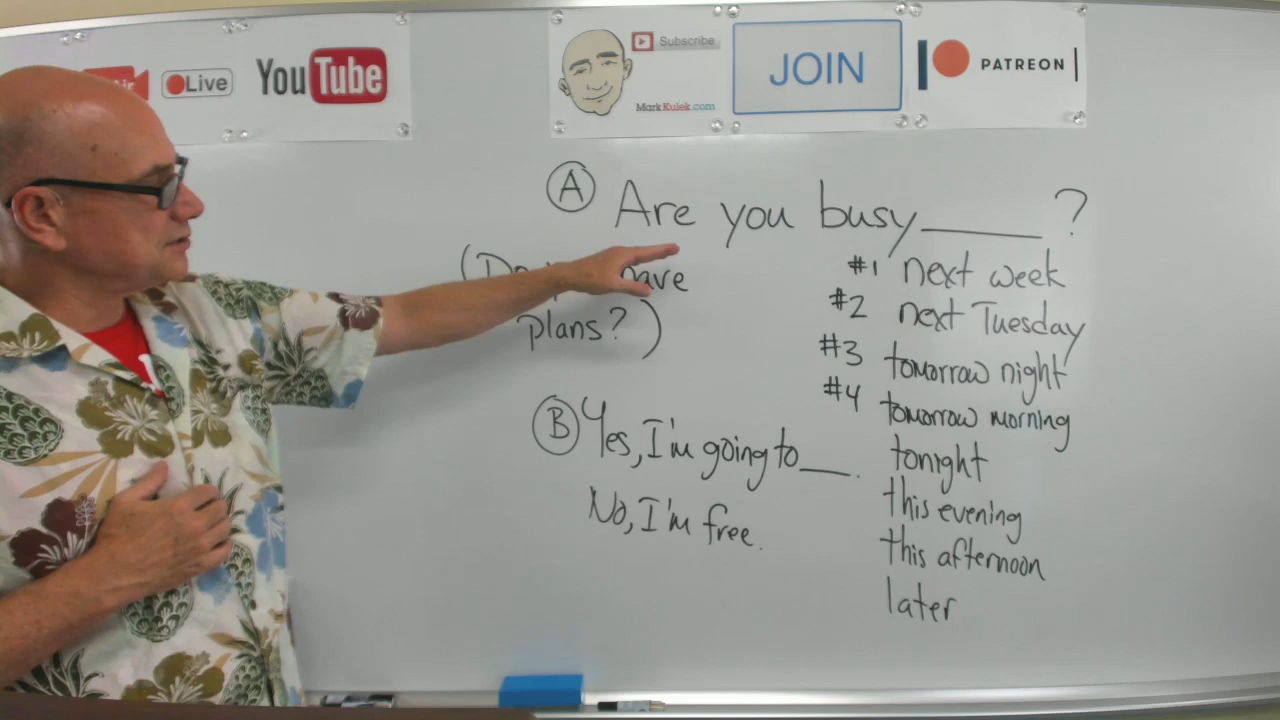 Live
YouTube
Subscribe
MarkKulek.com
JOIN
PATREON
A Are you busy ____ ?
plans?)
#1 next week
#2 next Tuesday
#3 tomorrow night
#4 tomorrow morning
tonight
this evening
this afternoon
later
B Yes, I'm going to __.
No, I'm free.